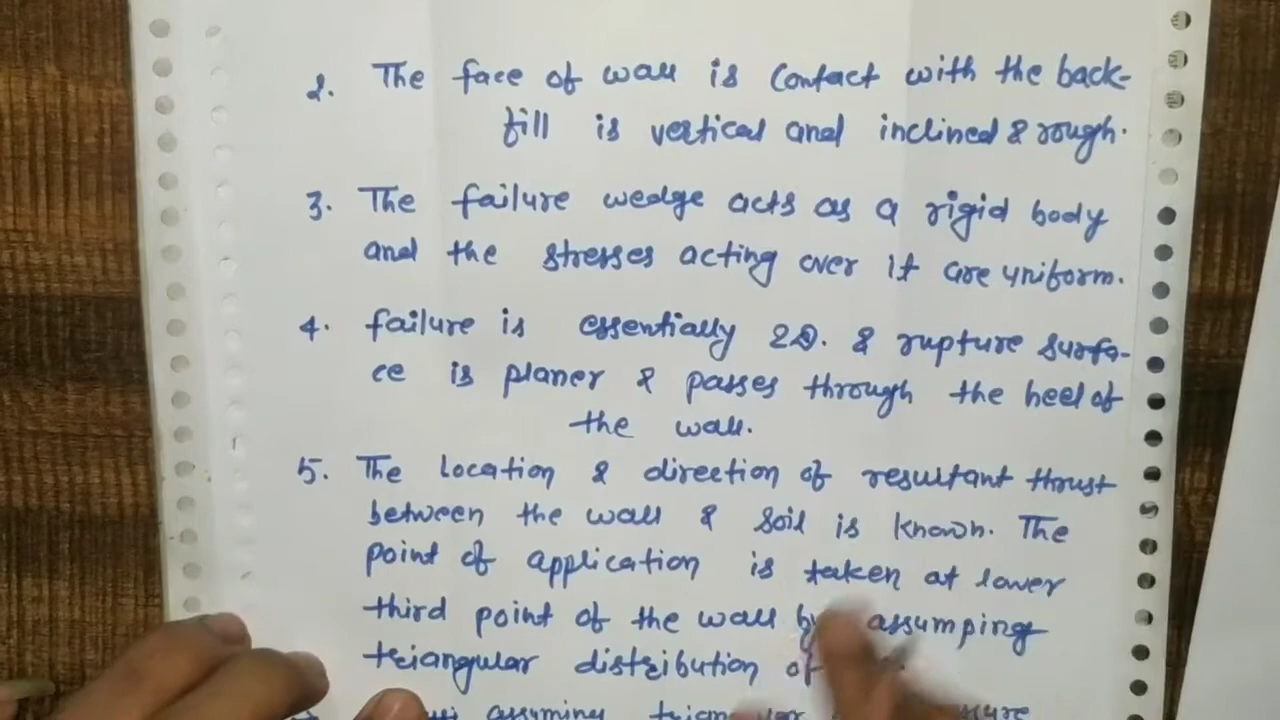 2. The face of wall is contact with the back-
fill is vertical and inclined & rough.
3. The failure wedge acts as a rigid body
and the stresses acting over it are uniform.
4. failure is essentially 2D. & rupture surfa-
ce is planer & passes through the heel of
the wall.
5. The location & direction of resultant thrust
between the wall & soil is known. The
point of application is taken at lower
third point of the wall by assumping
triangular distribution of
assuming